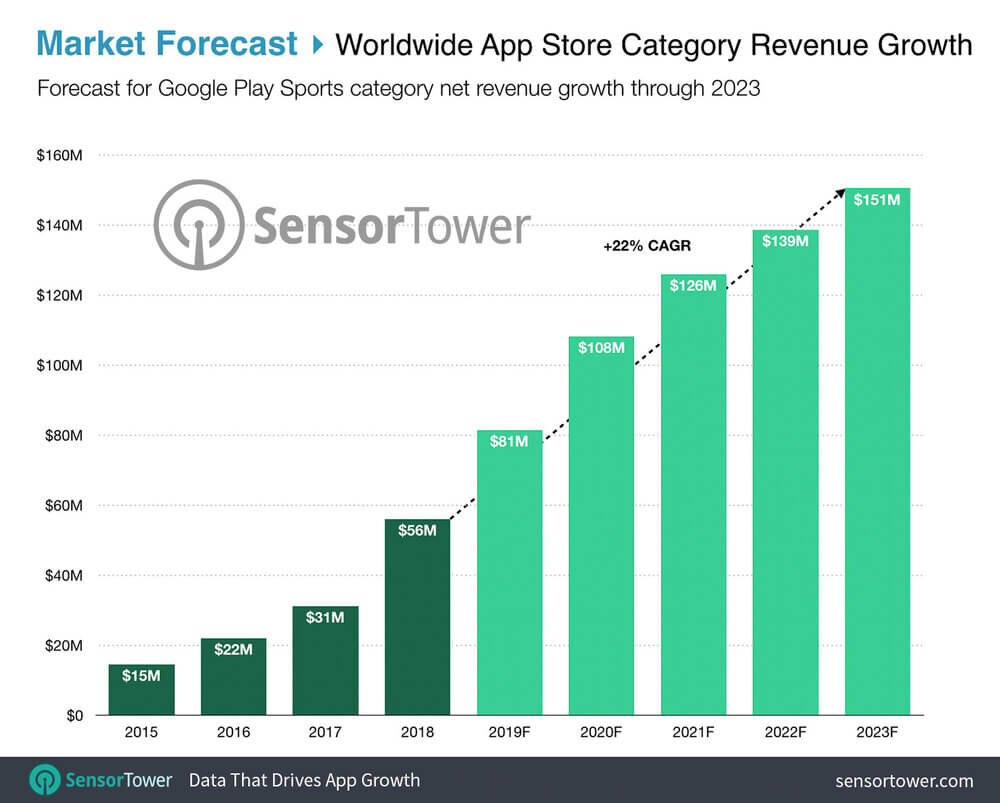 Market Forecast Worldwide App Store Category Revenue Growth
Forecast for Google Play Sports category net revenue growth through 2023
$160M
SensorTower
$151M
$140M
+22% CAGR
$139M
$126M
$120M
$108M
$100M
$80M
$81M
$60M
$56M
$40M
$31M
$20M
$22M
$15M
$0
2015 2016 2017 2018 2019F 2020F 2021F 2022F 2023F
SensorTower Data That Drives App Growth sensortower.com